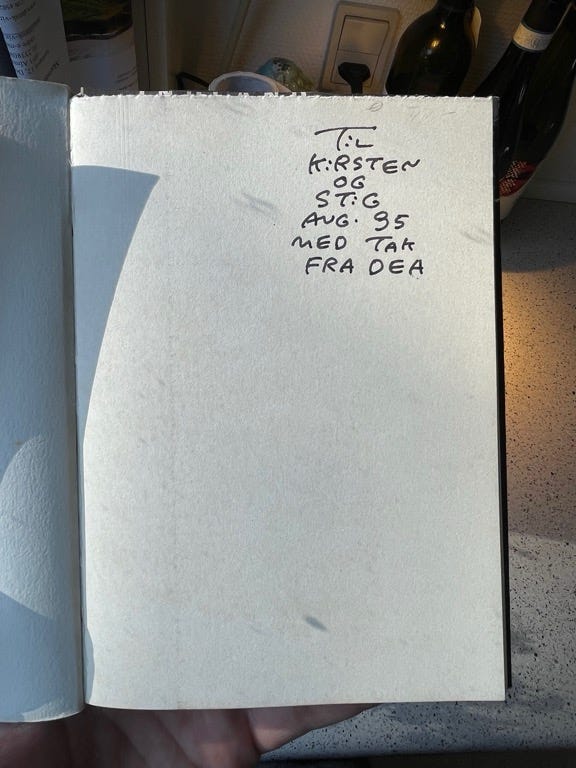 TiL
KiRSTEN
OG
STiG
AUG. 95
MED TAK
FRA DEA